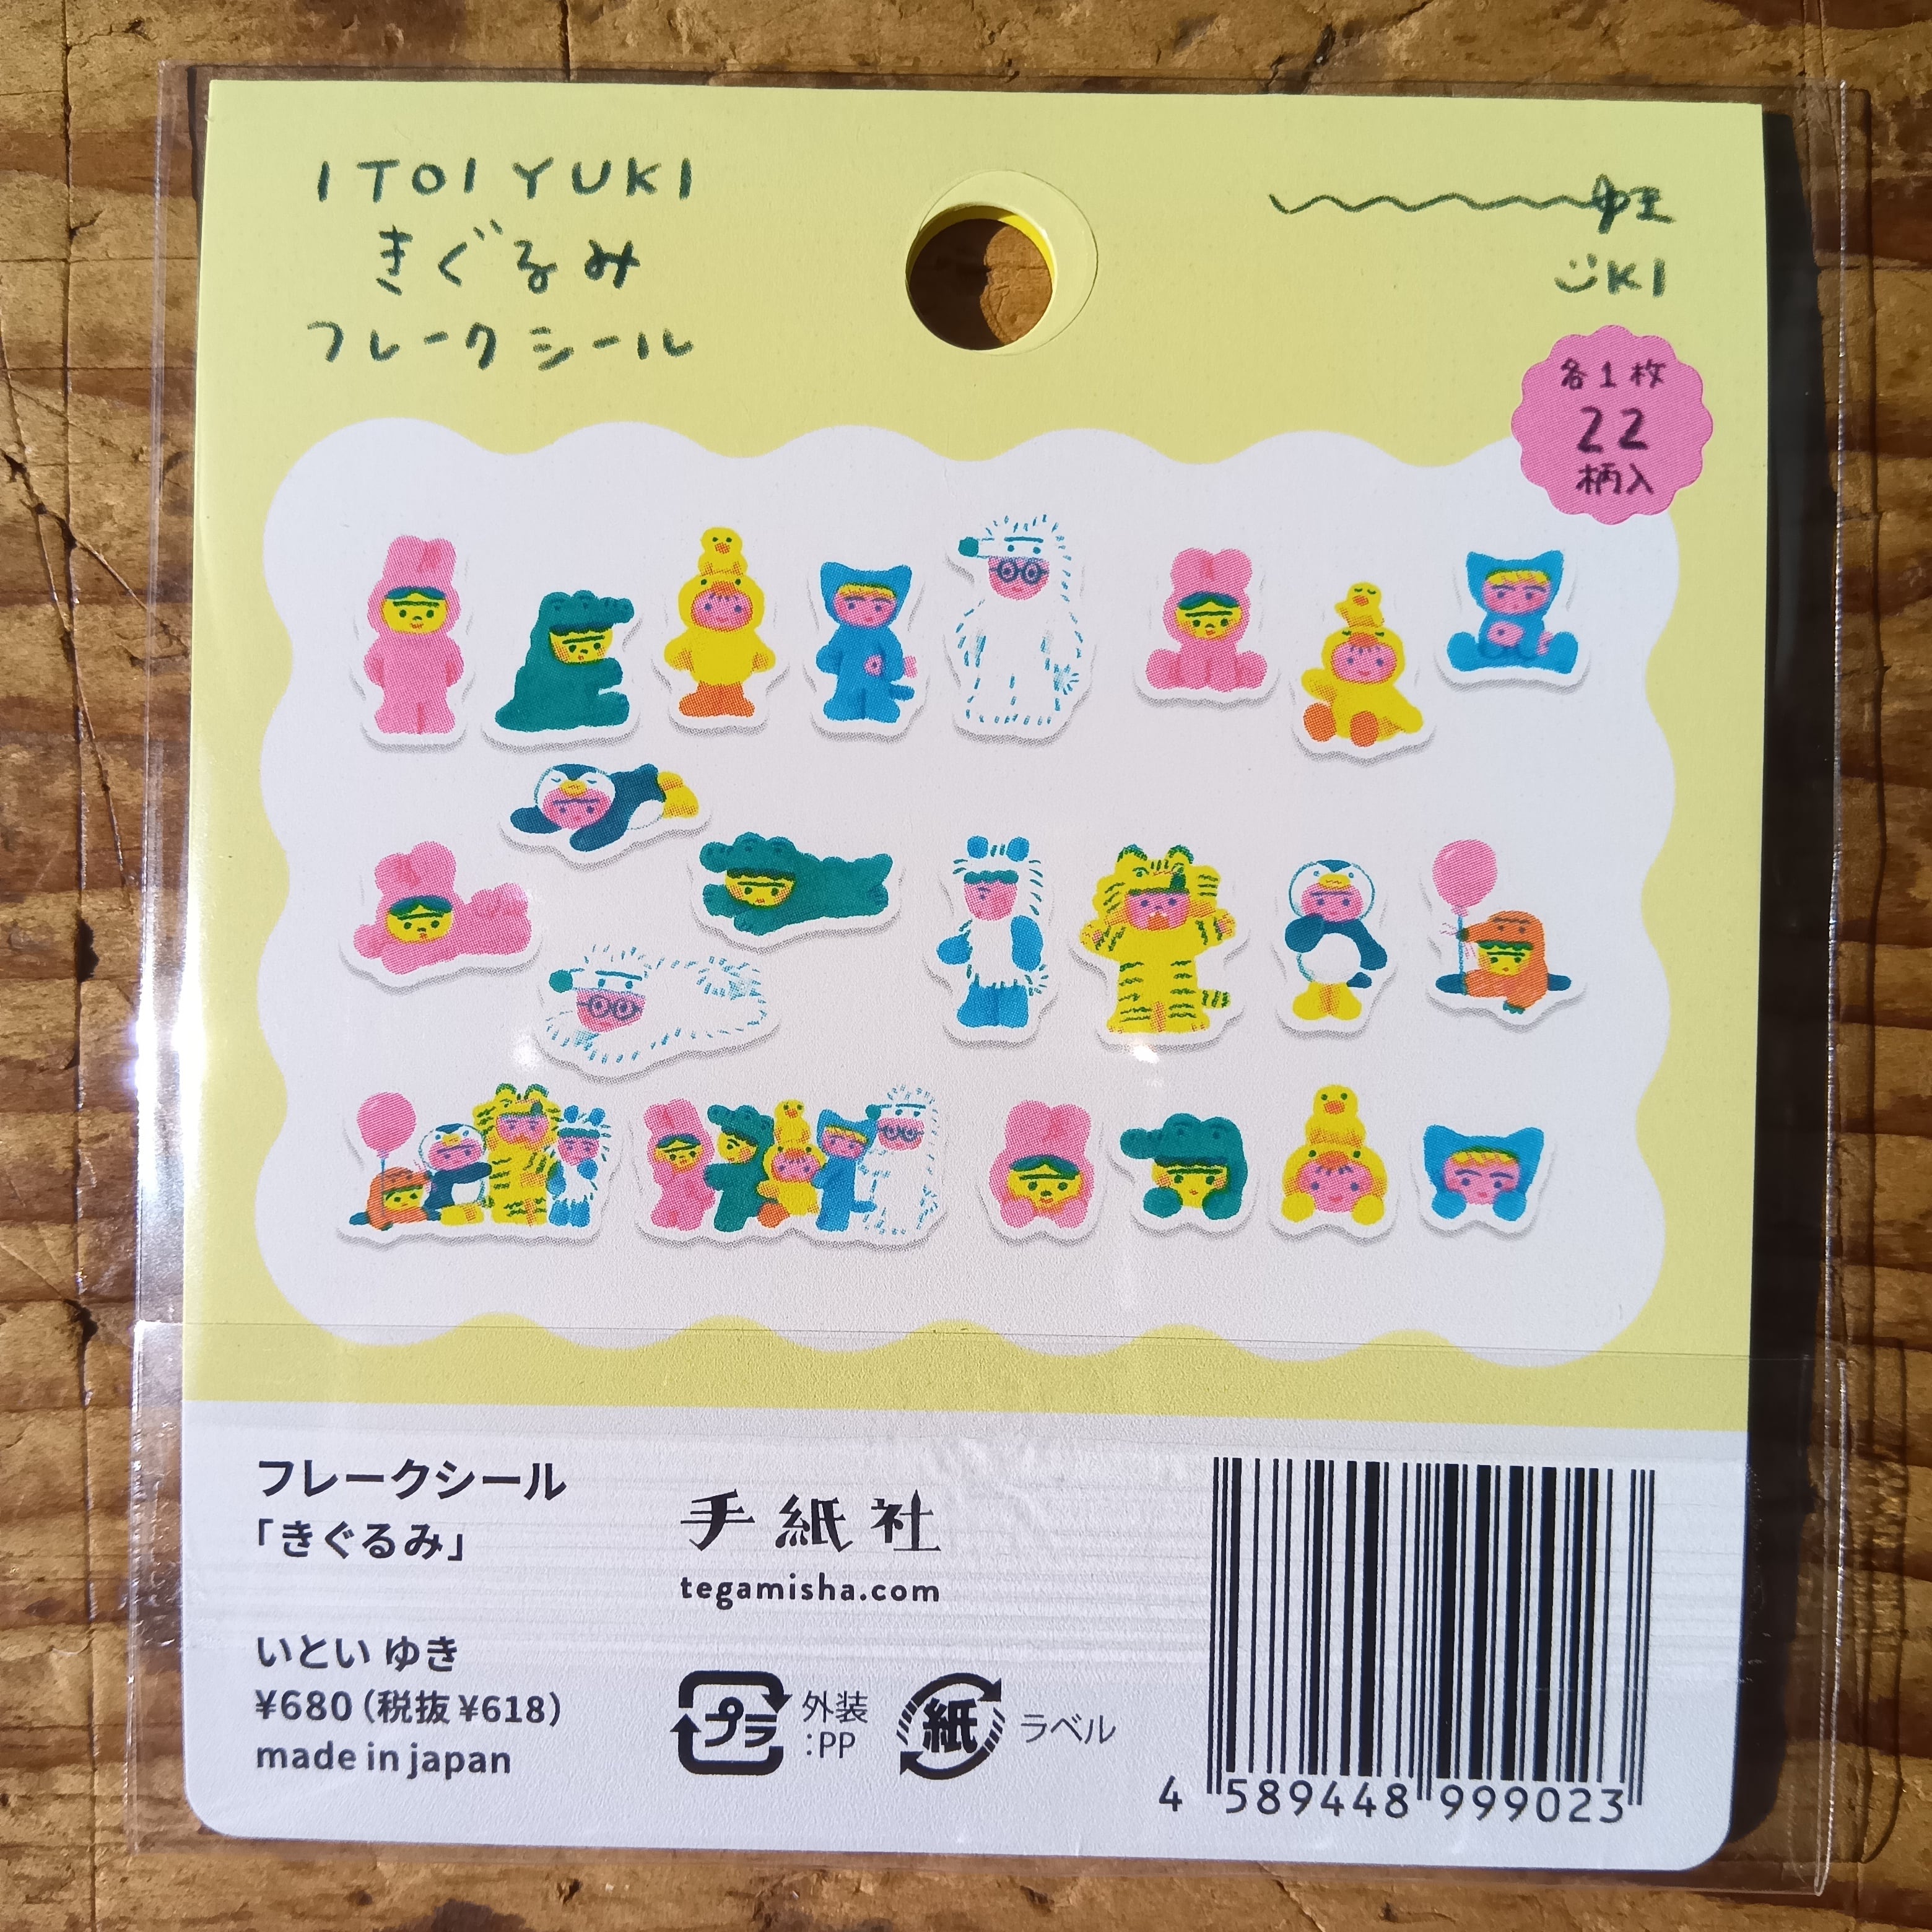 ITOI YUKI
きぐるみ
フレークシール
ゆ
üKI
各1枚
22
柄入
フレークシール
「きぐるみ」
いとい ゆき
¥680(税抜 ¥618)
made in japan
手紙社
tegamisha.com
プラ
外装
:PP
紙
ラベル
4 589448 999023